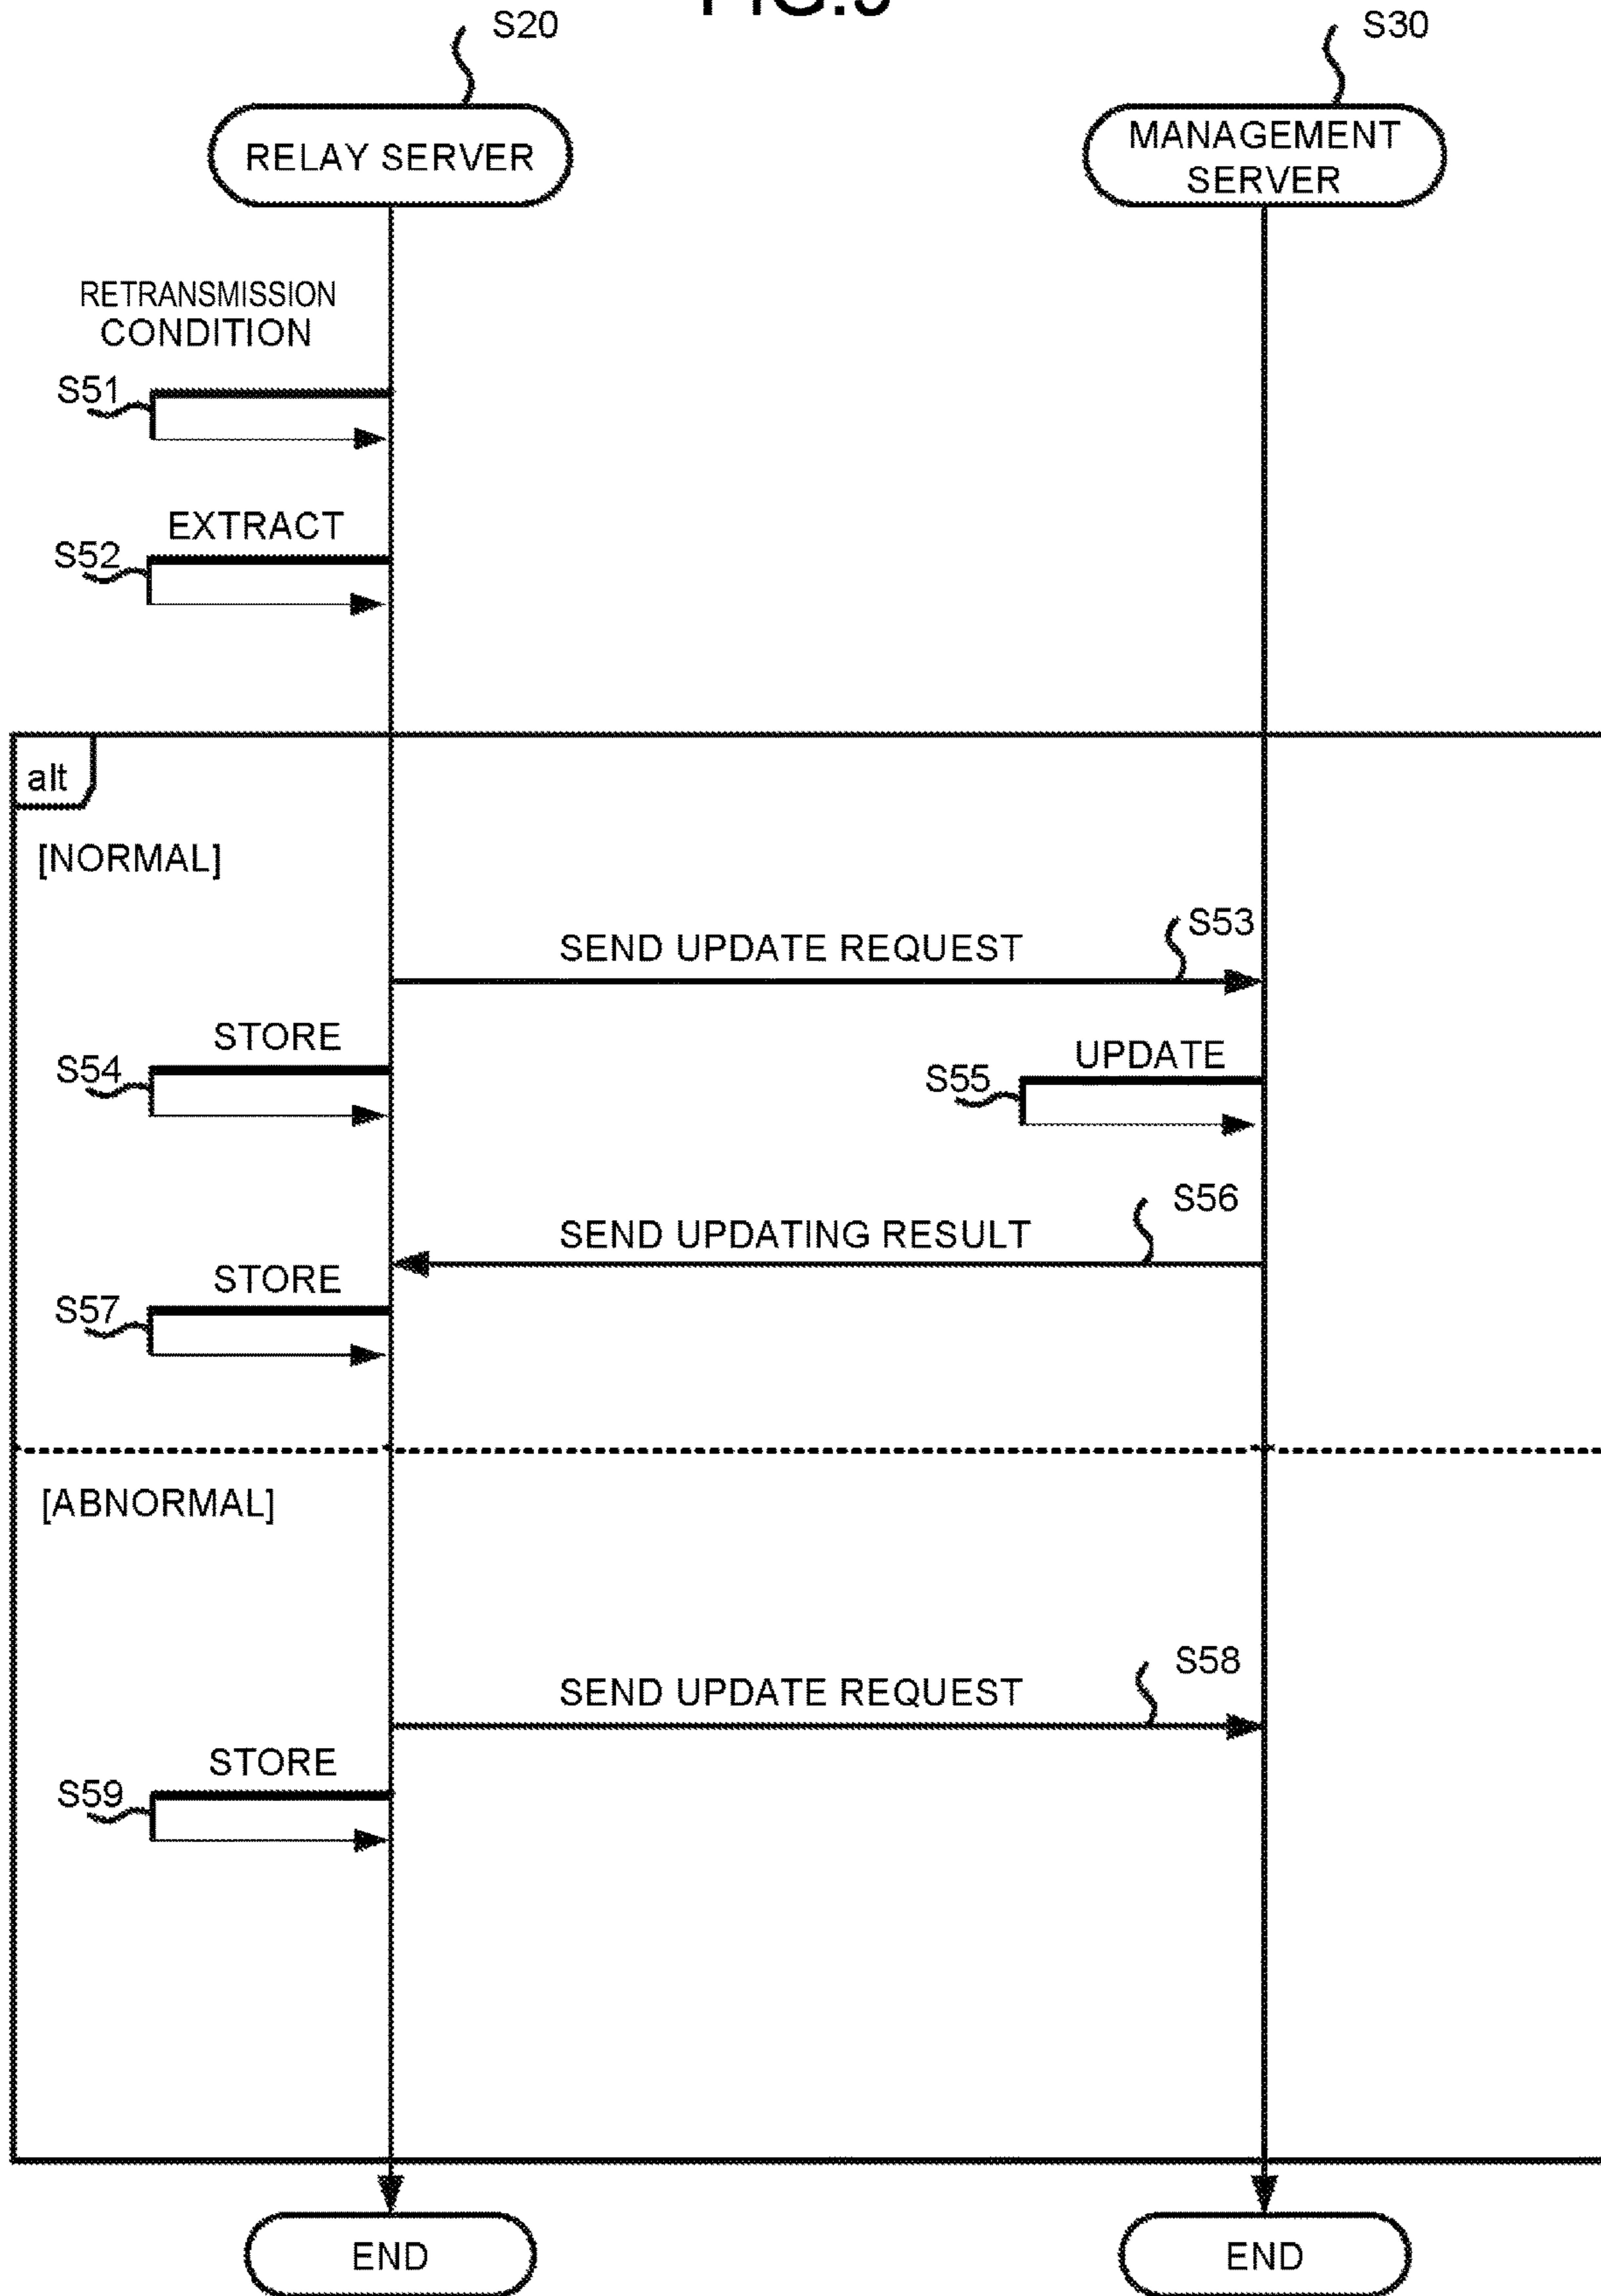 S20
S30
RELAY SERVER
MANAGEMENT
SERVER
RETRANSMISSION
CONDITION
S51
EXTRACT
S52
alt
[NORMAL]
S53
SEND UPDATE REQUEST
STORE
S54
UPDATE
S55
S56
SEND UPDATING RESULT
STORE
S57
[ABNORMAL]
S58
SEND UPDATE REQUEST
STORE
S59
END
END